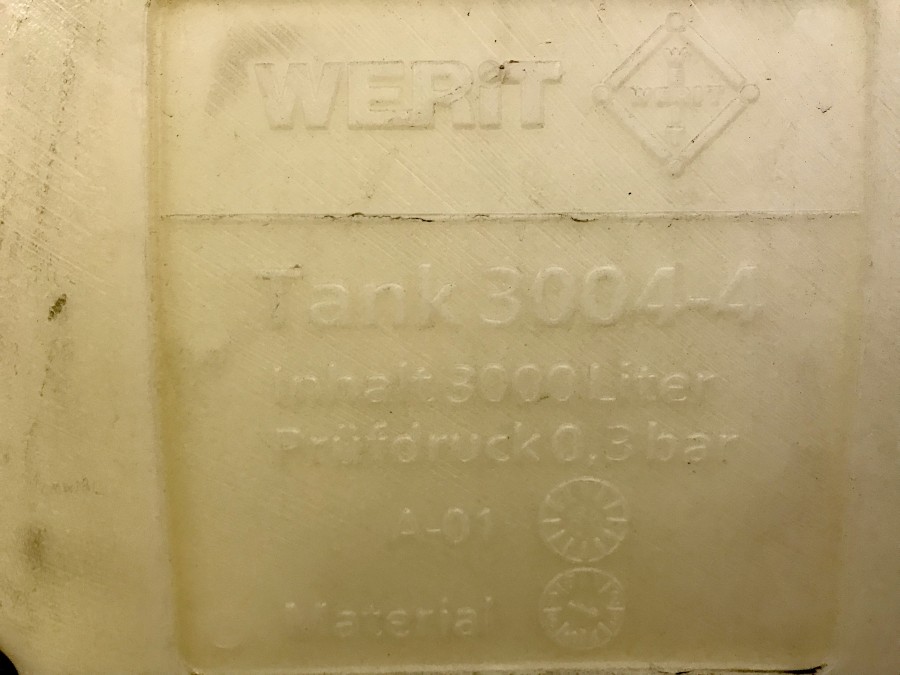 WERiT
Tank 3004-4
Inhalt 3000 Liter
Prüfdruck 0,3 bar
A-01
Material